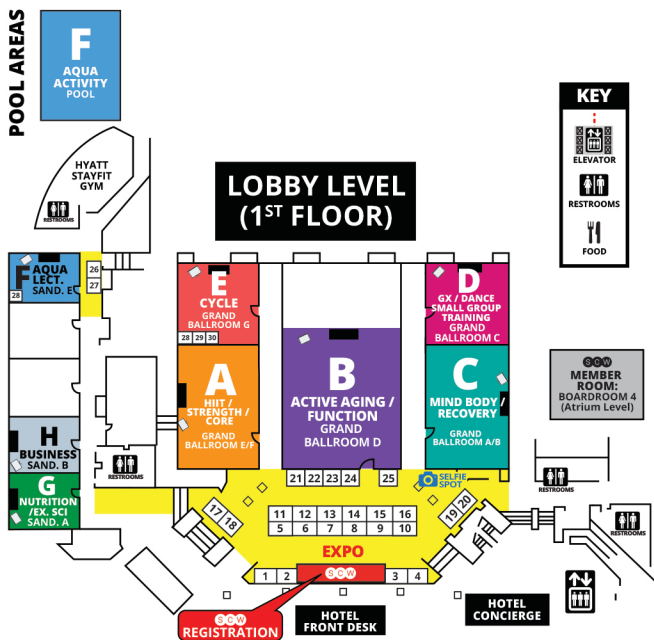 POOL AREAS
F
AQUA
ACTIVITY
POOL
HYATT
STAYFIT
GYM
RESTROOMS
LOBBY LEVEL
(1ST FLOOR)
KEY
ELEVATOR
RESTROOMS
FOOD
F AQUA
LECT.
SAND. E
28
26
27
E
CYCLE
GRAND
BALLROOM G
28 29 30
D
GX / DANCE
SMALL GROUP
TRAINING
GRAND
BALLROOM C
A
HIIT /
STRENGTH /
CORE
GRAND
BALLROOM E/F
B
ACTIVE AGING /
FUNCTION
GRAND
BALLROOM D
C
MIND BODY /
RECOVERY
GRAND
BALLROOM A/B
SCW
MEMBER
ROOM:
BOARDROOM 4
(Atrium Level)
H
BUSINESS
SAND. B
G
NUTRITION
/EX. SCI
SAND. A
RESTROOMS
21 22 23 24 25
SELFIE
SPOT
RESTROOMS
17 18
11 12 13 14 15 16
5 6 7 8 9 10
19 20
RESTROOMS
EXPO
1 2 SCW 3 4
SCW
REGISTRATION
HOTEL
FRONT DESK
HOTEL
CONCIERGE